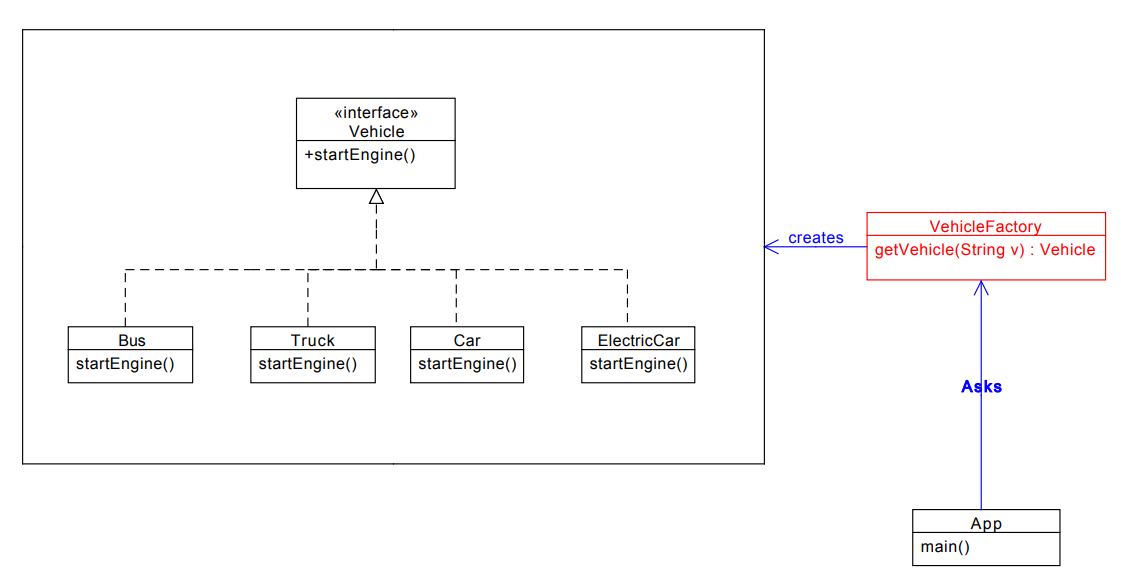 «interface»
Vehicle
+startEngine()
VehicleFactory
getVehicle(String v) : Vehicle
creates
Bus
startEngine()
Truck
startEngine()
Car
startEngine()
ElectricCar
startEngine()
Asks
App
main()